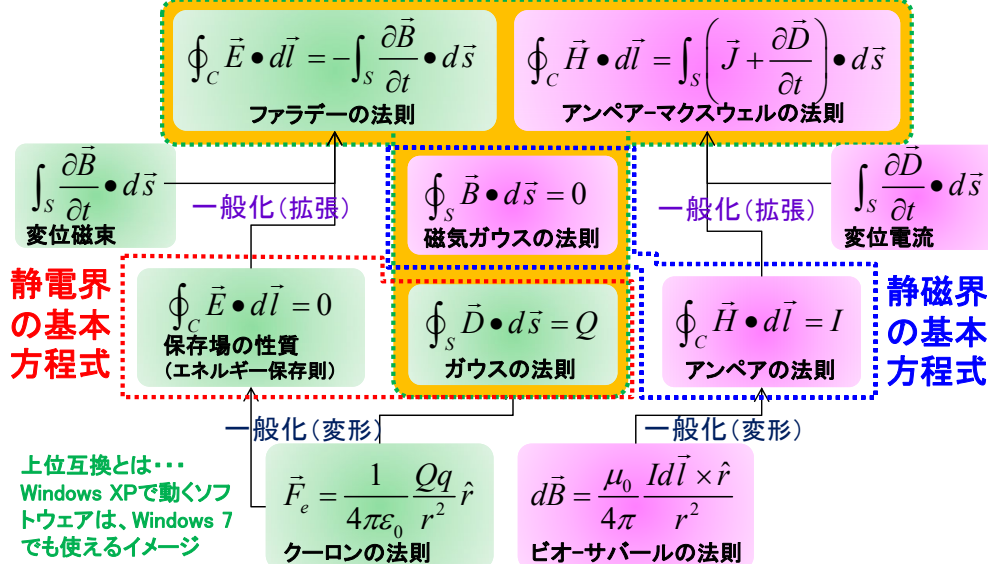 ∮_C E⃗ • dl⃗ = −∫_S ∂B⃗/∂t • ds⃗
ファラデーの法則
∮_C H⃗ • dl⃗ = ∫_S (J⃗ + ∂D⃗/∂t) • ds⃗
アンペアｰマクスウェルの法則
∫_S ∂B⃗/∂t • ds⃗
変位磁束
一般化（拡張）
∮_S B⃗ • ds⃗ = 0
磁気ガウスの法則
一般化（拡張）
∫_S ∂D⃗/∂t • ds⃗
変位電流
静電界
の基本
方程式
∮_C E⃗ • dl⃗ = 0
保存場の性質
（エネルギー保存則）
∮_S D⃗ • ds⃗ = Q
ガウスの法則
∮_C H⃗ • dl⃗ = I
アンペアの法則
静磁界
の基本
方程式
一般化（変形）
一般化（変形）
上位互換とは・・・
Windows XPで動くソフ
トウェアは、Windows 7
でも使えるイメージ
F⃗_e = 1/(4πε_0) Qq/r^2 r̂
クーロンの法則
dB⃗ = μ_0/(4π) Idl⃗ × r̂/r^2
ビオｰサバールの法則